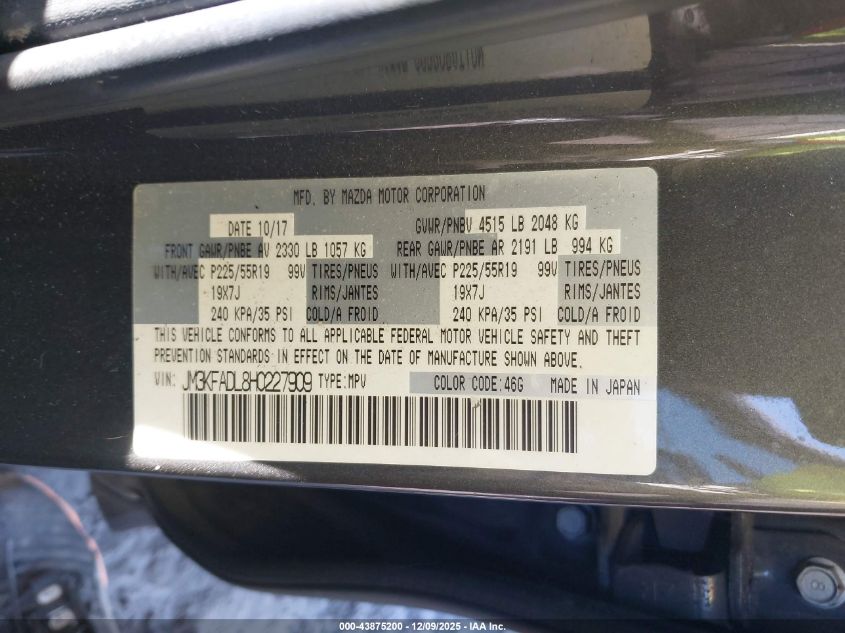 MFD. BY MAZDA MOTOR CORPORATION
DATE 10/17 GVWR/PNBV 4515 LB 2048 KG
FRONT GAWR/PNBE AV 2330 LB 1057 KG REAR GAWR/PNBE AR 2191 LB 994 KG
WITH/AVEC P225/55R19 99V TIRES/PNEUS WITH/AVEC P225/55R19 99V TIRES/PNEUS
19X7J RIMS/JANTES 19X7J RIMS/JANTES
240 KPA/35 PSI COLD/A FROID 240 KPA/35 PSI COLD/A FROID
THIS VEHICLE CONFORMS TO ALL APPLICABLE FEDERAL MOTOR VEHICLE SAFETY AND THEFT
PREVENTION STANDARDS IN EFFECT ON THE DATE OF MANUFACTURE SHOWN ABOVE.
VIN: JM3KFADL8H0227909 TYPE:MPV COLOR CODE:46G MADE IN JAPAN
8
000-43875200 - 12/09/2025 - IAA Inc.